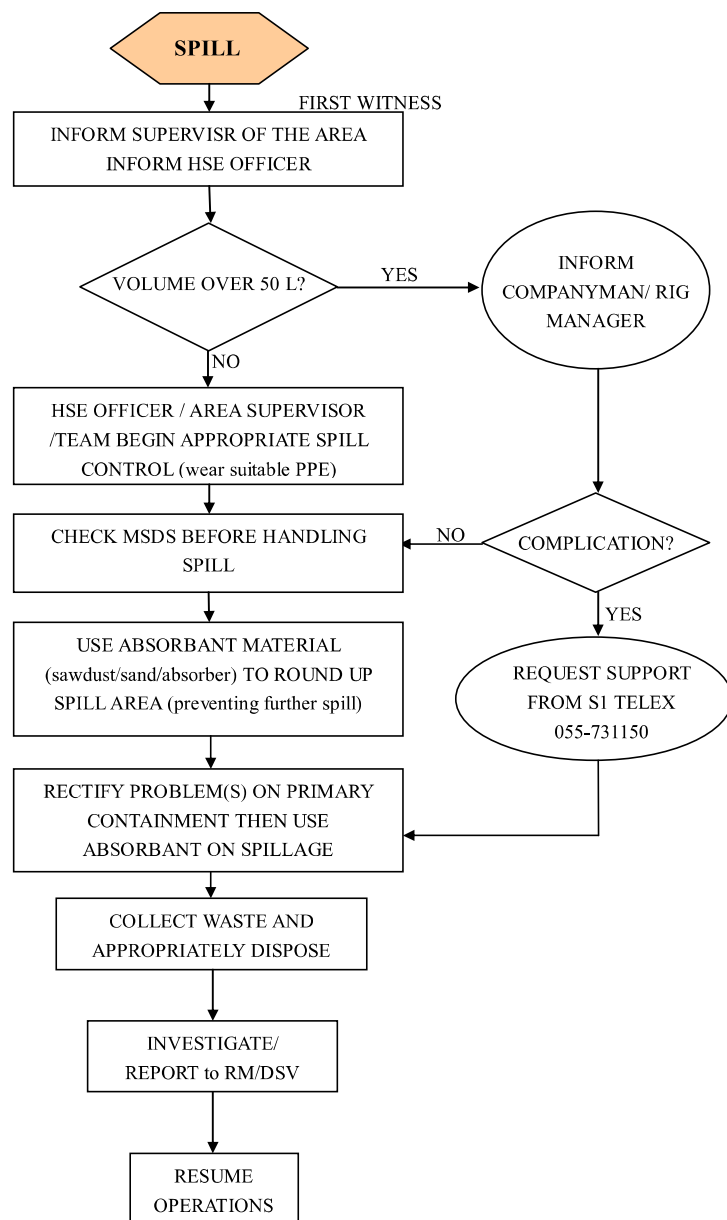 SPILL
FIRST WITNESS
INFORM SUPERVISR OF THE AREA
INFORM HSE OFFICER
VOLUME OVER 50 L?
YES
INFORM
COMPANYMAN/ RIG
MANAGER
NO
HSE OFFICER / AREA SUPERVISOR
/TEAM BEGIN APPROPRIATE SPILL
CONTROL (wear suitable PPE)
CHECK MSDS BEFORE HANDLING
SPILL
NO
COMPLICATION?
YES
USE ABSORBANT MATERIAL
(sawdust/sand/absorber) TO ROUND UP
SPILL AREA (preventing further spill)
REQUEST SUPPORT
FROM S1 TELEX
055-731150
RECTIFY PROBLEM(S) ON PRIMARY
CONTAINMENT THEN USE
ABSORBANT ON SPILLAGE
COLLECT WASTE AND
APPROPRIATELY DISPOSE
INVESTIGATE/
REPORT to RM/DSV
RESUME
OPERATIONS